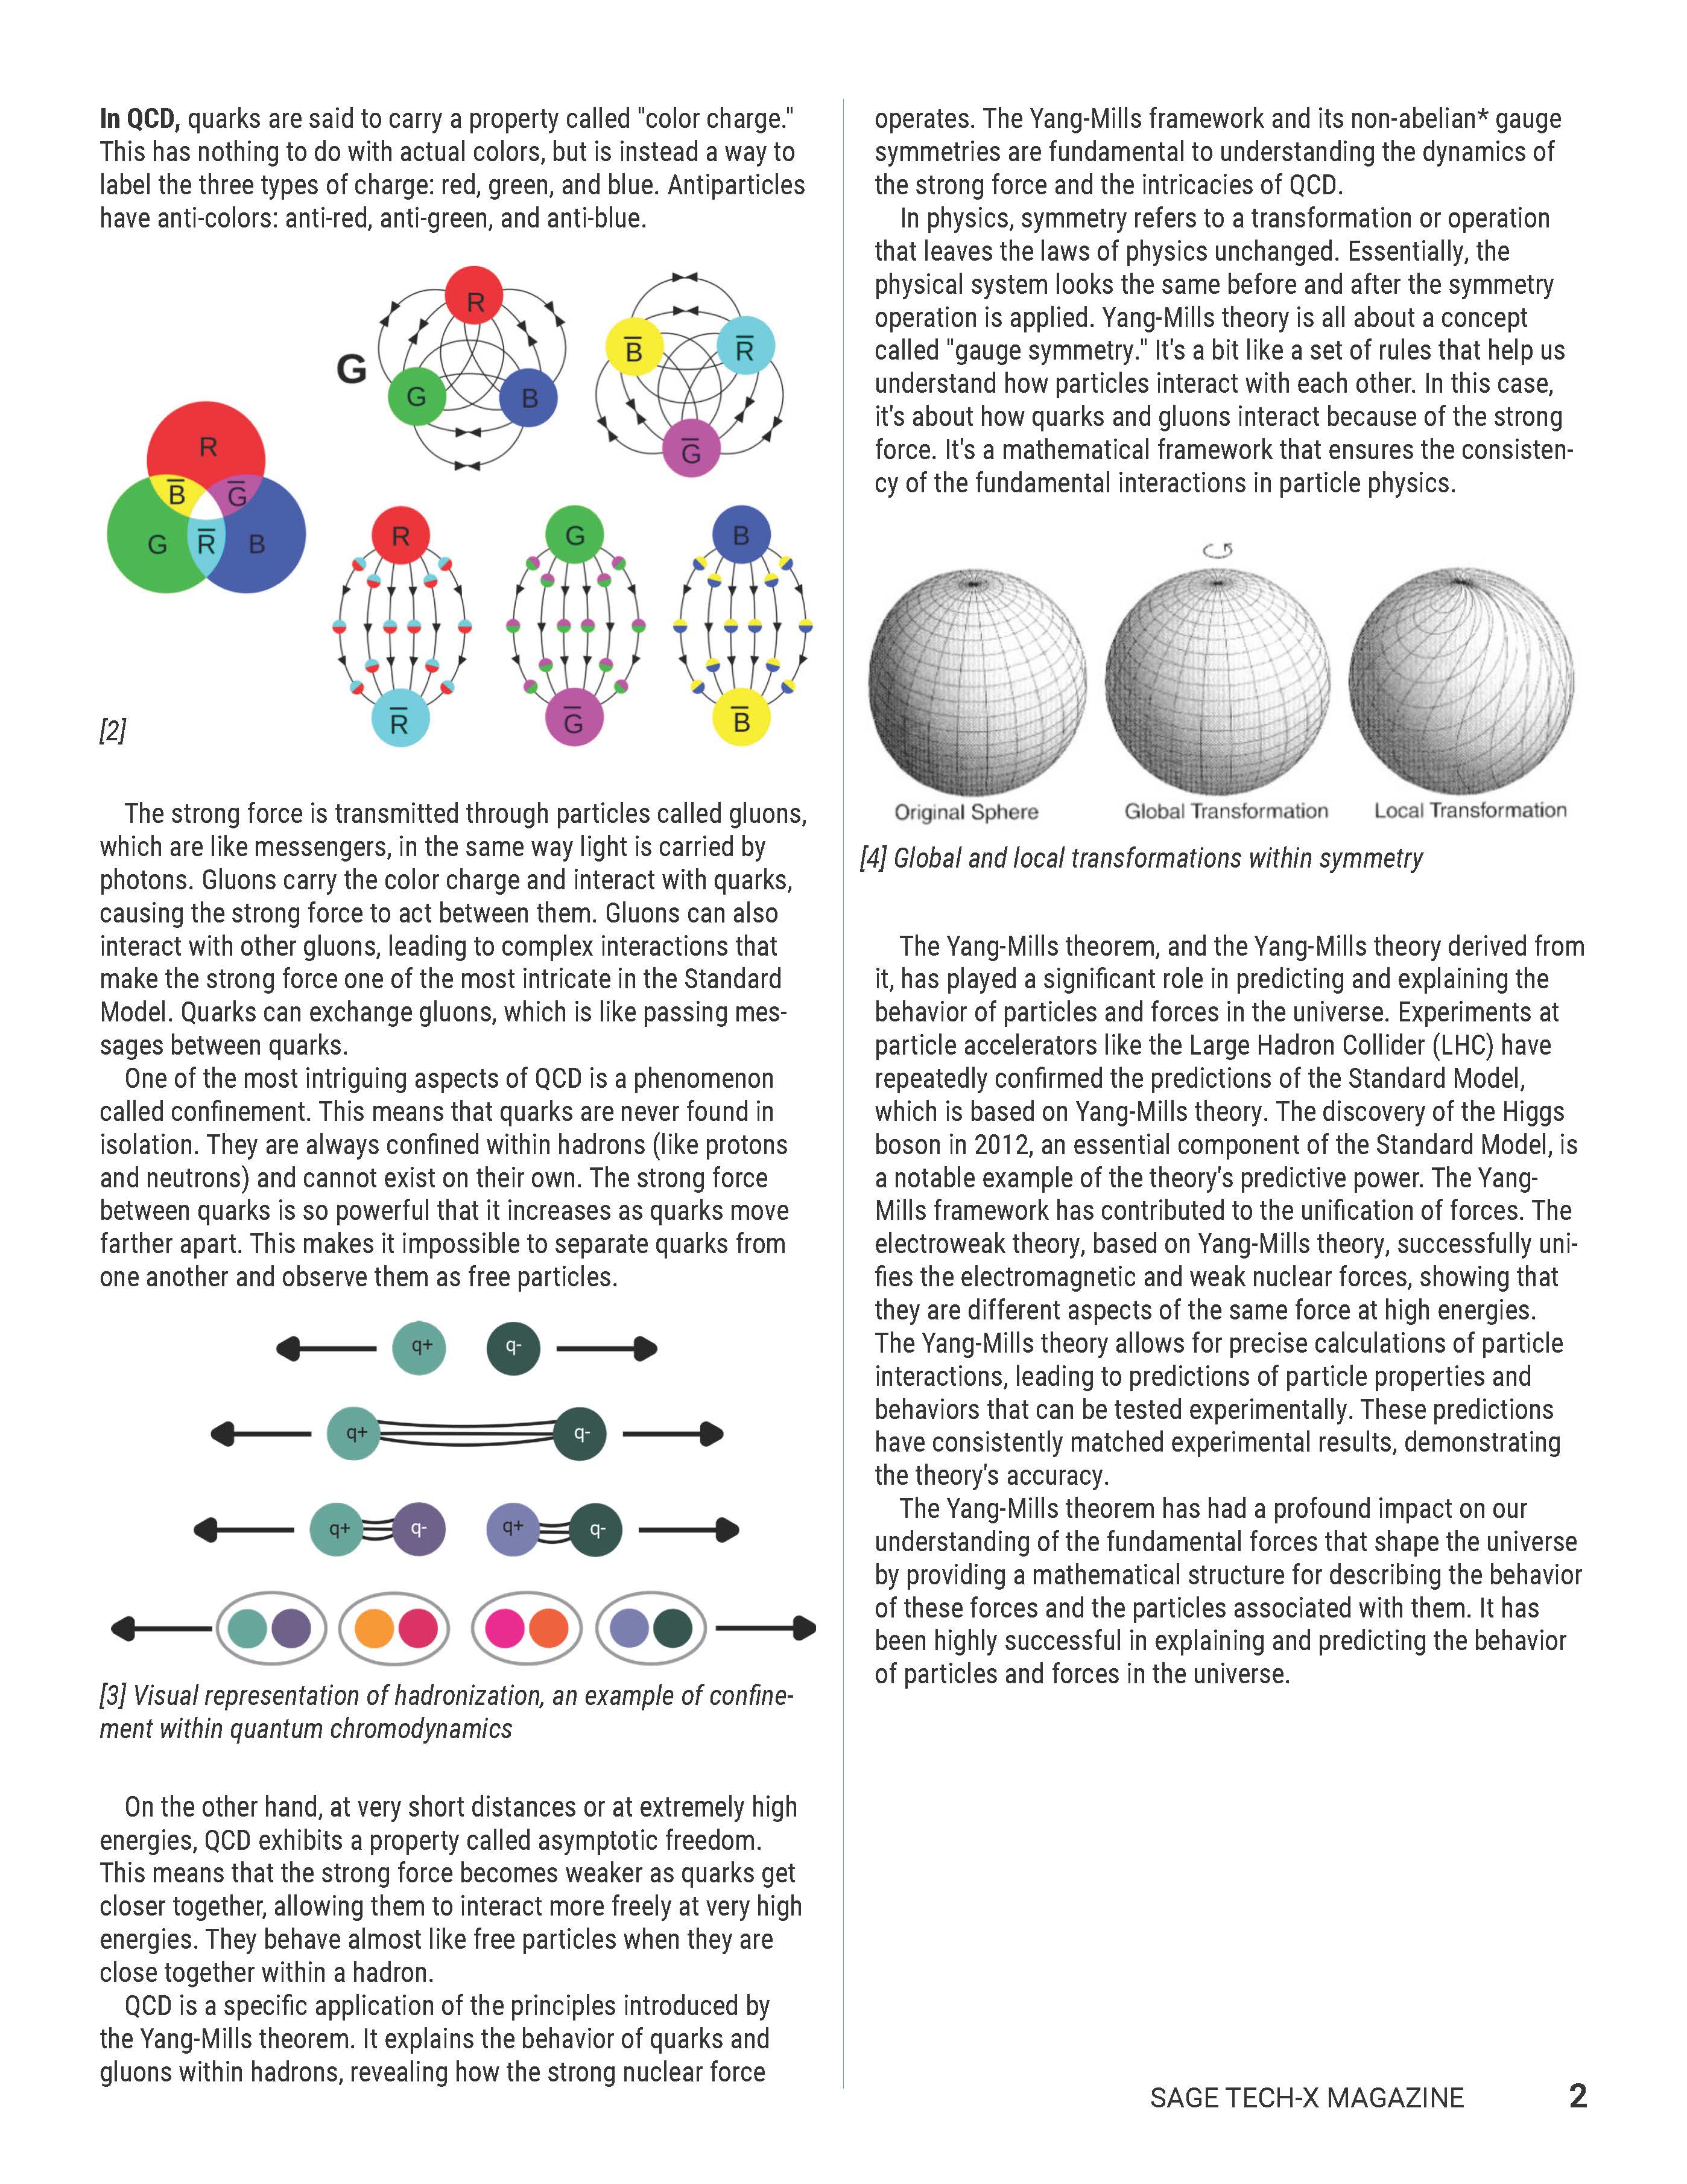 In QCD, quarks are said to carry a property called "color charge."
This has nothing to do with actual colors, but is instead a way to
label the three types of charge: red, green, and blue. Antiparticles
have anti-colors: anti-red, anti-green, and anti-blue.
R
G
G
B
B̅
R̅
G̅
R
B̅
G̅
G
R̅
B
R
G
B
R̅
G̅
B̅
[2]
The strong force is transmitted through particles called gluons,
which are like messengers, in the same way light is carried by
photons. Gluons carry the color charge and interact with quarks,
causing the strong force to act between them. Gluons can also
interact with other gluons, leading to complex interactions that
make the strong force one of the most intricate in the Standard
Model. Quarks can exchange gluons, which is like passing mes-
sages between quarks.
One of the most intriguing aspects of QCD is a phenomenon
called confinement. This means that quarks are never found in
isolation. They are always confined within hadrons (like protons
and neutrons) and cannot exist on their own. The strong force
between quarks is so powerful that it increases as quarks move
farther apart. This makes it impossible to separate quarks from
one another and observe them as free particles.
q+ q-
q+ q-
q+ q- q+ q-
[3] Visual representation of hadronization, an example of confine-
ment within quantum chromodynamics
On the other hand, at very short distances or at extremely high
energies, QCD exhibits a property called asymptotic freedom.
This means that the strong force becomes weaker as quarks get
closer together, allowing them to interact more freely at very high
energies. They behave almost like free particles when they are
close together within a hadron.
QCD is a specific application of the principles introduced by
the Yang-Mills theorem. It explains the behavior of quarks and
gluons within hadrons, revealing how the strong nuclear force
operates. The Yang-Mills framework and its non-abelian* gauge
symmetries are fundamental to understanding the dynamics of
the strong force and the intricacies of QCD.
In physics, symmetry refers to a transformation or operation
that leaves the laws of physics unchanged. Essentially, the
physical system looks the same before and after the symmetry
operation is applied. Yang-Mills theory is all about a concept
called "gauge symmetry." It's a bit like a set of rules that help us
understand how particles interact with each other. In this case,
it's about how quarks and gluons interact because of the strong
force. It's a mathematical framework that ensures the consisten-
cy of the fundamental interactions in particle physics.
Original Sphere Global Transformation Local Transformation
[4] Global and local transformations within symmetry
The Yang-Mills theorem, and the Yang-Mills theory derived from
it, has played a significant role in predicting and explaining the
behavior of particles and forces in the universe. Experiments at
particle accelerators like the Large Hadron Collider (LHC) have
repeatedly confirmed the predictions of the Standard Model,
which is based on Yang-Mills theory. The discovery of the Higgs
boson in 2012, an essential component of the Standard Model, is
a notable example of the theory's predictive power. The Yang-
Mills framework has contributed to the unification of forces. The
electroweak theory, based on Yang-Mills theory, successfully uni-
fies the electromagnetic and weak nuclear forces, showing that
they are different aspects of the same force at high energies.
The Yang-Mills theory allows for precise calculations of particle
interactions, leading to predictions of particle properties and
behaviors that can be tested experimentally. These predictions
have consistently matched experimental results, demonstrating
the theory's accuracy.
The Yang-Mills theorem has had a profound impact on our
understanding of the fundamental forces that shape the universe
by providing a mathematical structure for describing the behavior
of these forces and the particles associated with them. It has
been highly successful in explaining and predicting the behavior
of particles and forces in the universe.
SAGE TECH-X MAGAZINE 2